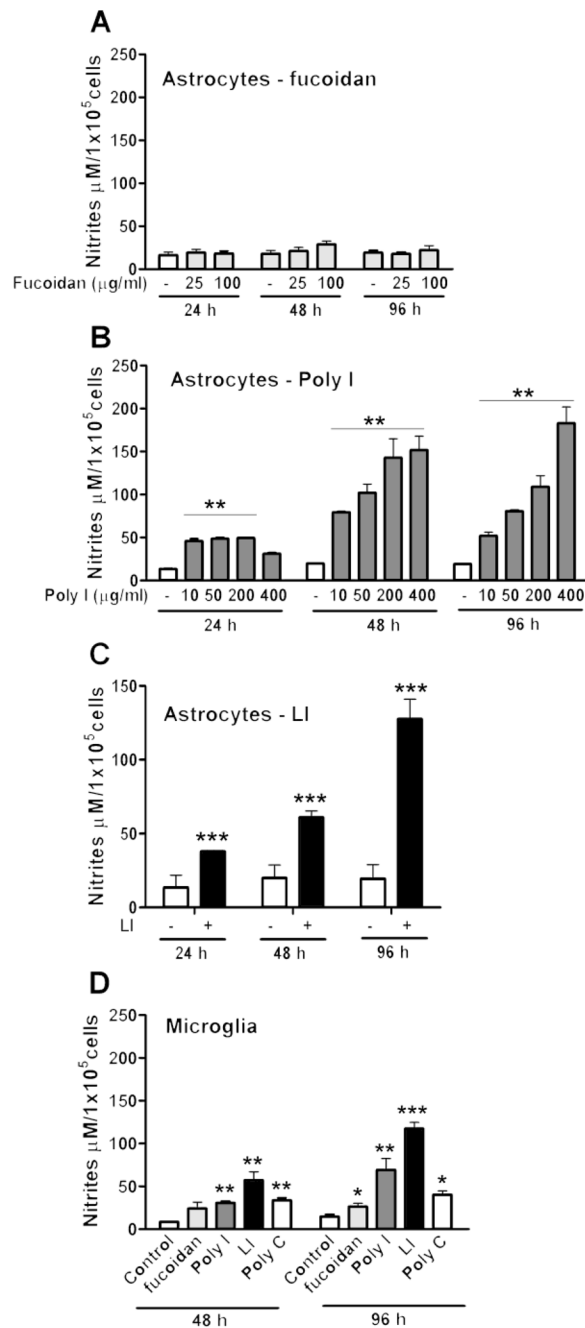 A
Astrocytes - fucoidan
Nitrites μM/1x10⁵cells
250
200
150
100
50
0
Fucoidan (μg/ml) - 25 100 - 25 100 - 25 100
24 h 48 h 96 h
B
Astrocytes - Poly I
Nitrites μM/1x10⁵cells
250
200
150
100
50
0
** ** **
Poly I (μg/ml) - 10 50 200 400 - 10 50 200 400 - 10 50 200 400
24 h 48 h 96 h
C
Astrocytes - LI
Nitrites μM/1x10⁵cells
150
100
50
0
*** *** ***
LI - + - + - +
24 h 48 h 96 h
D
Microglia
Nitrites μM/1x10⁵cells
250
200
150
100
50
0
** ** ** * ** *** *
Control fucoidan Poly I LI Poly C Control fucoidan Poly I LI Poly C
48 h 96 h